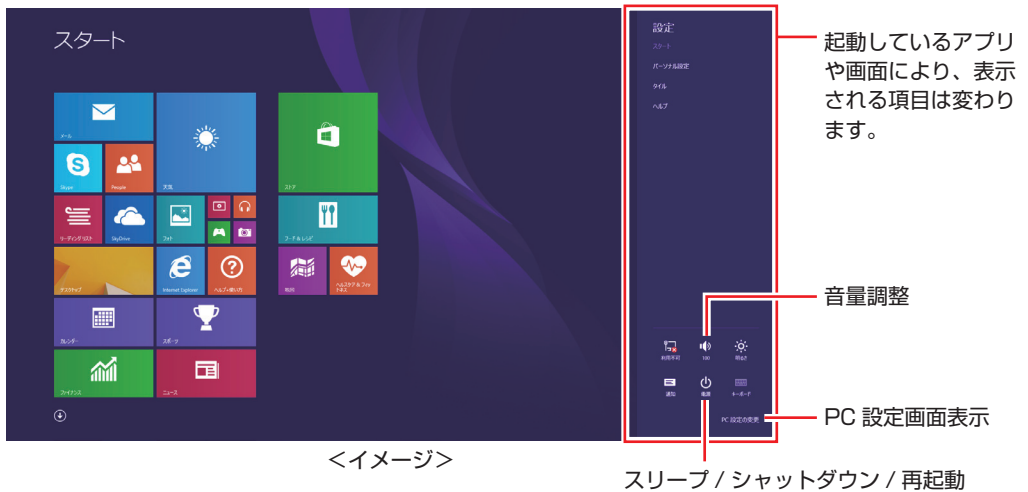 スタート
メール
Skype
People
天気
ストア
リーディング リスト
SkyDrive
フォト
フード & レシピ
デスクトップ
Internet Explorer
ヘルプ+使い方
地図
ヘルスケア & フィットネス
カレンダー
スポーツ
ファイナンス
ニュース
設定
スタート
パーソナル設定
タイル
ヘルプ
利用不可
100
明るさ
通知
電源
キーボード
PC 設定の変更
起動しているアプリ
や画面により、表示
される項目は変わり
ます。
音量調整
PC 設定画面表示
<イメージ>
スリープ / シャットダウン / 再起動